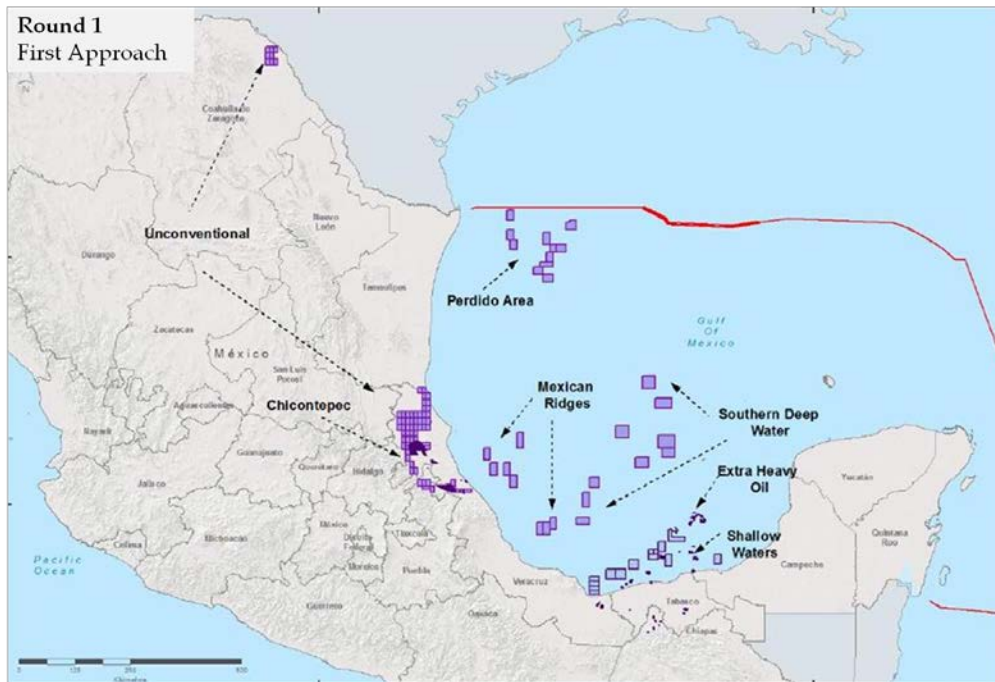 Round 1
First Approach
Coahuila de
Zaragoza
Unconventional
Nuevo
León
Durango
Tamaulipas
Perdido Area
Zacatecas
México
San Luis
Potosí
Gulf
Of
Mexico
Aguascalientes
Chicontepec
Mexican
Ridges
Southern Deep
Water
Nayarit
Guanajuato
Querétaro
Hidalgo
Extra Heavy
Oil
Yucatán
Jalisco
Quintana
Roo
Shallow
Waters
Pacific
Ocean
Colima
Michoacán
México
Distrito
Federal
Morelos
Tlaxcala
Puebla
Veracruz
Campeche
Guerrero
Oaxaca
Tabasco
Chiapas
0